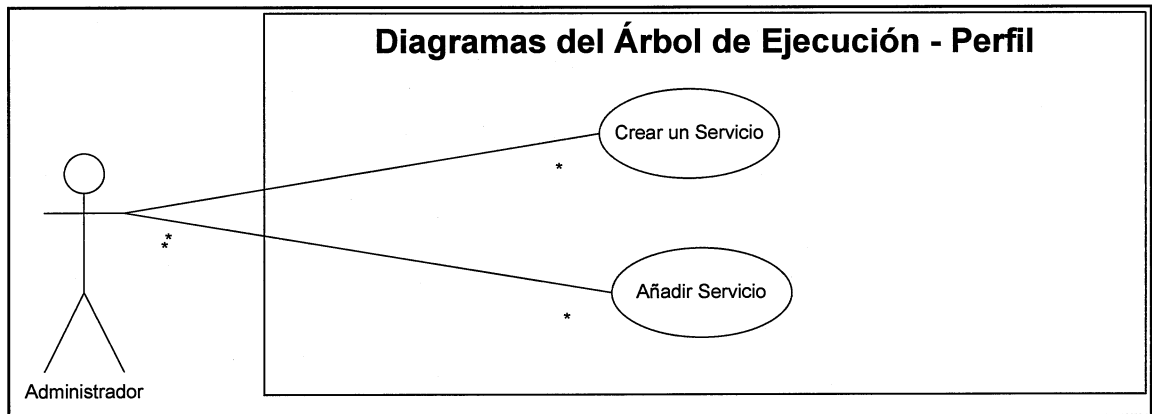 Diagramas del Árbol de Ejecución - Perfil
Crear un Servicio
*
*
*
Añadir Servicio
*
Administrador